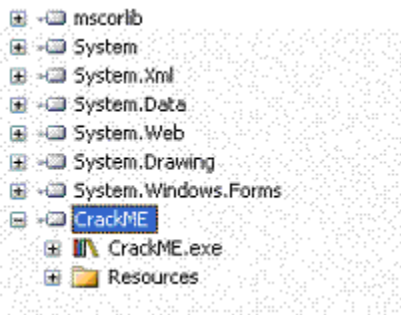 mscorlib
System
System.Xml
System.Data
System.Web
System.Drawing
System.Windows.Forms
CrackME
CrackME.exe
Resources